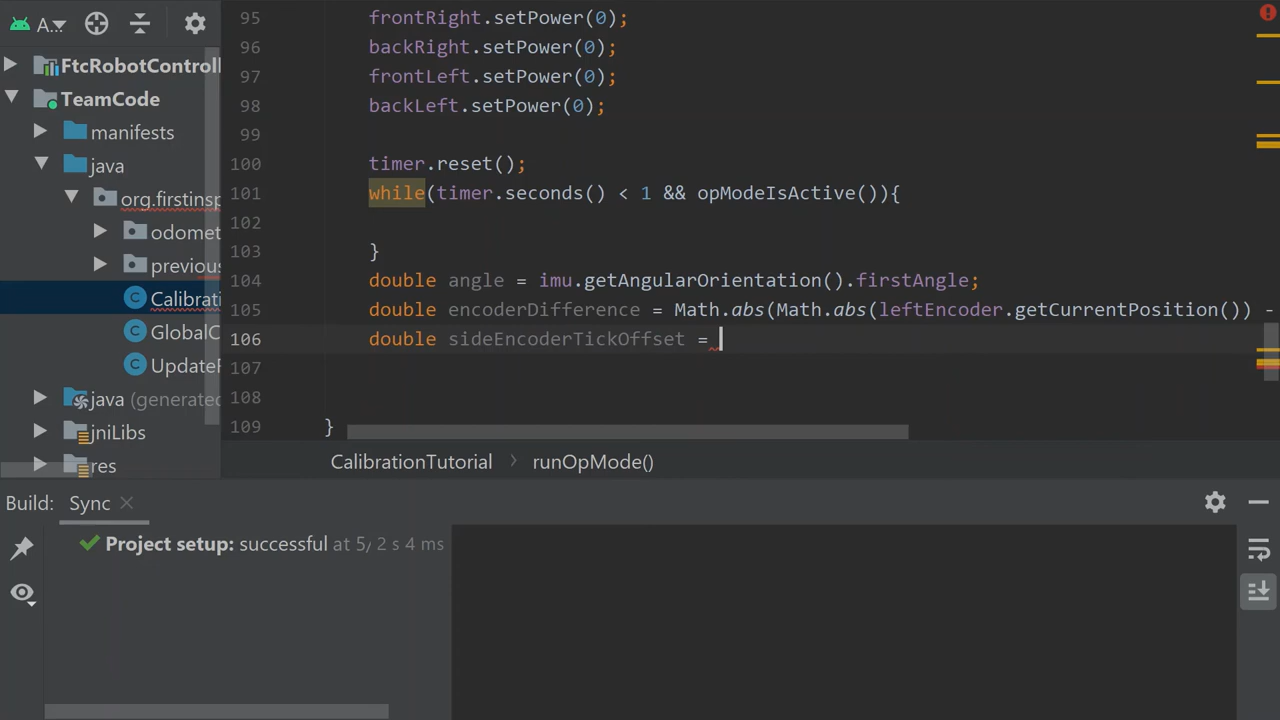 A...
FtcRobotControll
TeamCode
manifests
java
org.firstinsp
odomet
previous
Calibrati
GlobalC
UpdateR
java (generated
jniLibs
res
95 frontRight.setPower(0);
96 backRight.setPower(0);
97 frontLeft.setPower(0);
98 backLeft.setPower(0);
99
100 timer.reset();
101 while(timer.seconds() < 1 && opModeIsActive()){
102
103 }
104 double angle = imu.getAngularOrientation().firstAngle;
105 double encoderDifference = Math.abs(Math.abs(leftEncoder.getCurrentPosition()) -
106 double sideEncoderTickOffset =
107
108
109 }
CalibrationTutorial > runOpMode()
Build: Sync
Project setup: successful at 5/ 2 s 4 ms